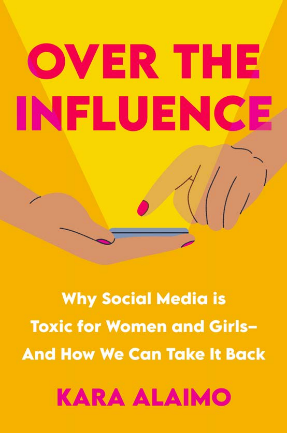 OVER THE
INFLUENCE
Why Social Media is
Toxic for Women and Girls–
And How We Can Take It Back
KARA ALAIMO